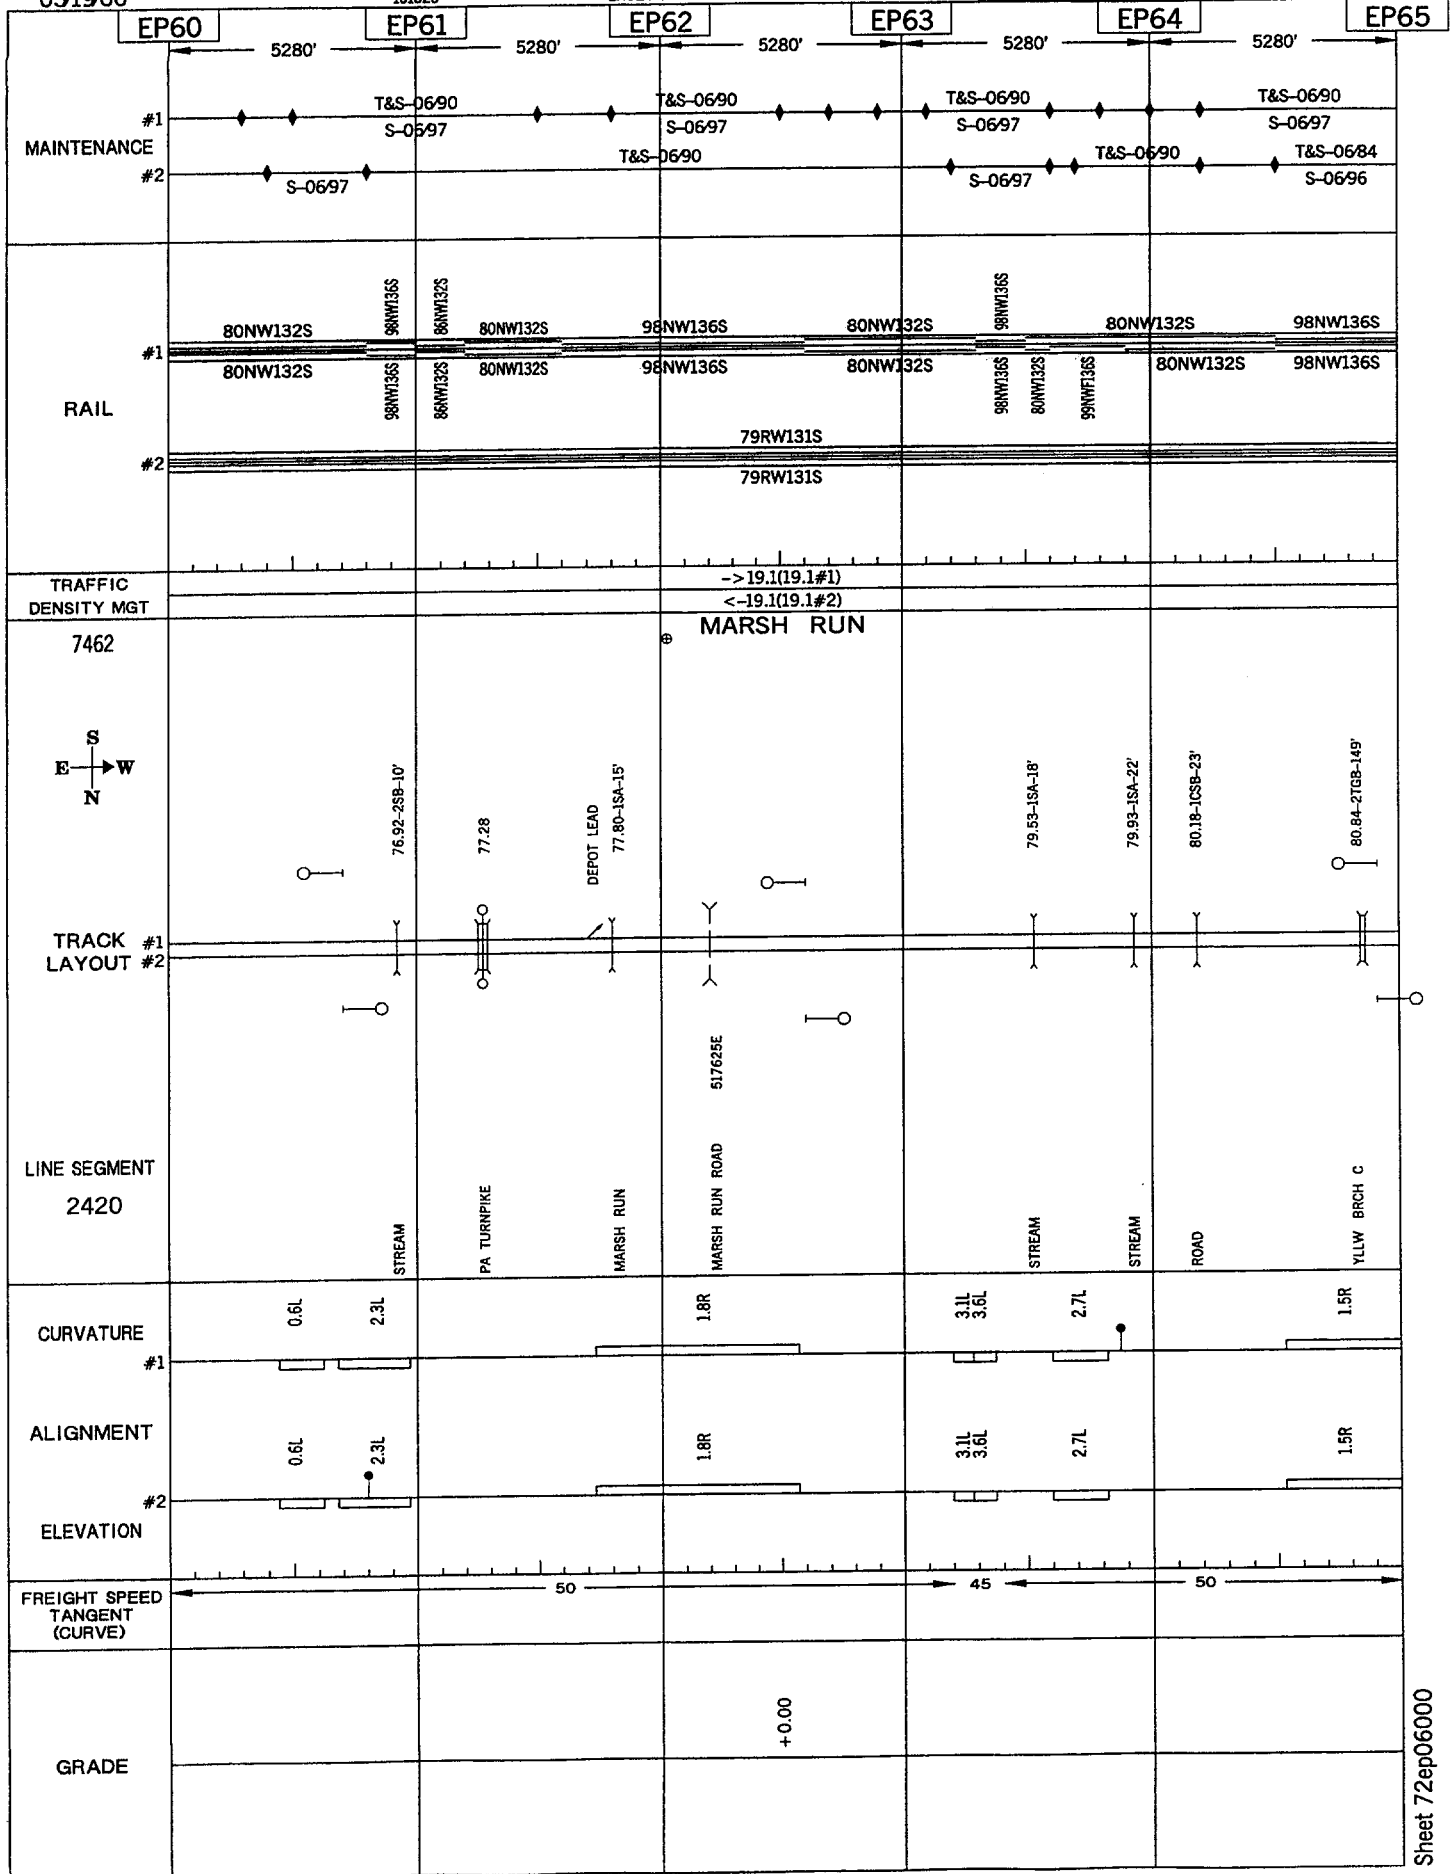 EP60 EP61 EP62 EP63 EP64 EP65
5280' 5280' 5280' 5280' 5280'
MAINTENANCE
#1 T&S-06/90 T&S-06/90 T&S-06/90 T&S-06/90
S-06/97 S-06/97 S-06/97 S-06/97
#2 T&S-06/90 T&S-06/90 T&S-06/84
S-06/97 S-06/97 S-06/96
RAIL
98NW136S 86NW132S 98NW136S
#1 80NW132S 80NW132S 98NW136S 80NW132S 80NW132S 98NW136S
80NW132S 80NW132S 98NW136S 80NW132S 80NW132S 98NW136S
98NW136S 86NW132S 98NW136S 80NW132S 99NWF136S
#2 79RW131S
79RW131S
TRAFFIC
DENSITY MGT
->19.1(19.1#1)
<-19.1(19.1#2)
7462
MARSH RUN
S
E W
N
76.92-2SB-10'
77.28
DEPOT LEAD
77.80-1SA-15'
79.53-1SA-18'
79.93-1SA-22'
80.18-1CSB-23'
80.84-2TGB-149'
TRACK #1
LAYOUT #2
517625E
LINE SEGMENT
2420
STREAM
PA TURNPIKE
MARSH RUN
MARSH RUN ROAD
STREAM
STREAM
ROAD
YLLW BRCH C
CURVATURE
#1 0.6L 2.3L 1.8R 3.1L 3.6L 2.7L 1.5R
ALIGNMENT
#2 0.6L 2.3L 1.8R 3.1L 3.6L 2.7L 1.5R
ELEVATION
FREIGHT SPEED
TANGENT
(CURVE)
50 45 50
GRADE
+0.00
Sheet 72ep06000